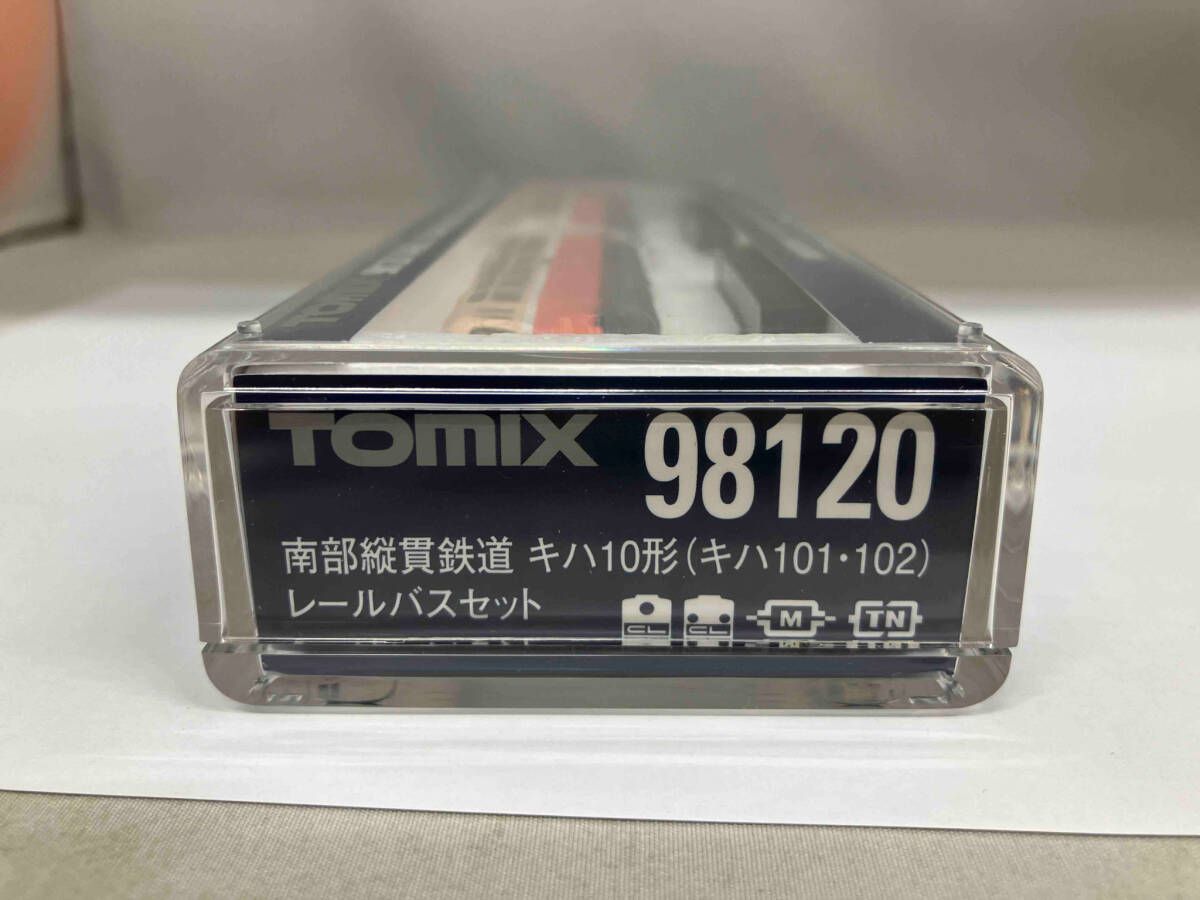 TOMIX
TOMIX 98120
南部縦貫鉄道 キハ10形(キハ101・102)
レールバスセット
CL CL M TN